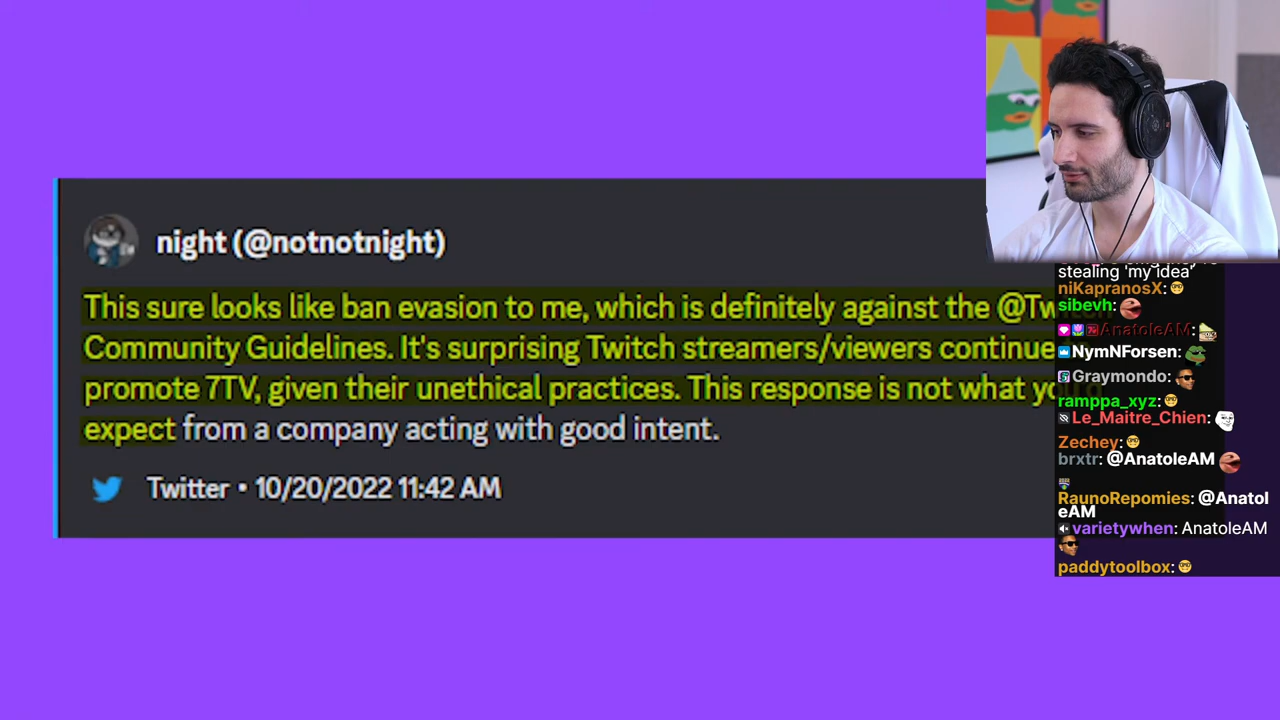 night (@notnotnight)
This sure looks like ban evasion to me, which is definitely against the
Community Guidelines. It's surprising Twitch streamers/viewers continue
promote 7TV, given their unethical practices. This response is not what
expect from a company acting with good intent.
Twitter • 10/20/2022 11:42 AM
stealing 'my idea'
niKapranosX:
sibevh:
AnatoleAM:
NymNForsen:
Graymondo:
ramppa_xyz:
Le_Maitre_Chien:
Zechey:
brxtr: @AnatoleAM
RaunoRepomies: @Anatol
eAM
varietywhen: AnatoleAM
paddytoolbox: